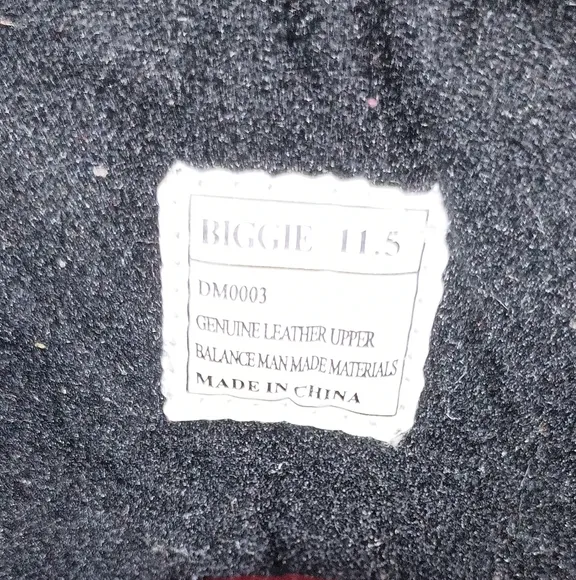 BIGGIE 11.5
DM0003
GENUINE LEATHER UPPER
BALANCE MAN MADE MATERIALS
MADE IN CHINA